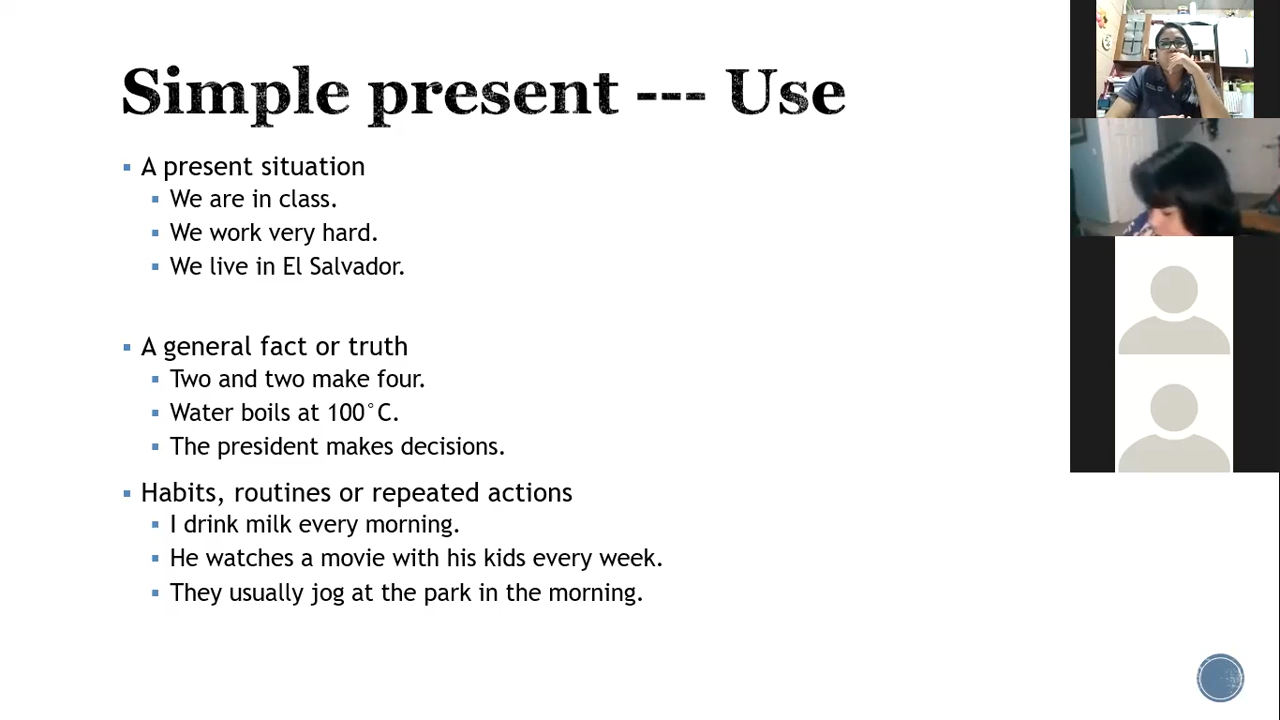 Simple present --- Use
A present situation
We are in class.
We work very hard.
We live in El Salvador.
A general fact or truth
Two and two make four.
Water boils at 100°C.
The president makes decisions.
Habits, routines or repeated actions
I drink milk every morning.
He watches a movie with his kids every week.
They usually jog at the park in the morning.